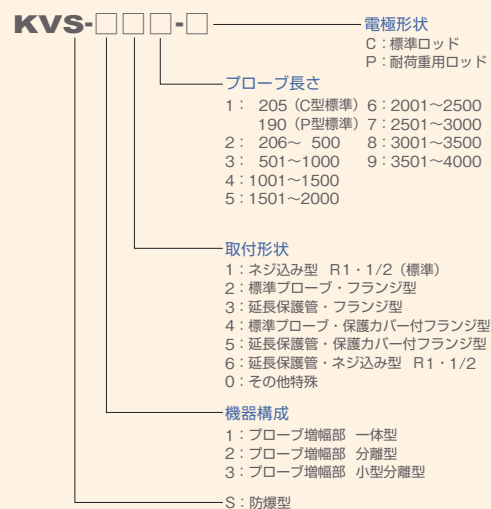 KVS-□□□-□
電極形状
C：標準ロッド
P：耐荷重用ロッド
プローブ長さ
1： 205（C型標準）6：2001～2500
190（P型標準）7：2501～3000
2： 206～ 500 8：3001～3500
3： 501～1000 9：3501～4000
4：1001～1500
5：1501～2000
取付形状
1：ネジ込み型 R1・1/2（標準）
2：標準プローブ・フランジ型
3：延長保護管・フランジ型
4：標準プローブ・保護カバー付フランジ型
5：延長保護管・保護カバー付フランジ型
6：延長保護管・ネジ込み型 R1・1/2
0：その他特殊
機器構成
1：プローブ増幅部 一体型
2：プローブ増幅部 分離型
3：プローブ増幅部 小型分離型
S：防爆型